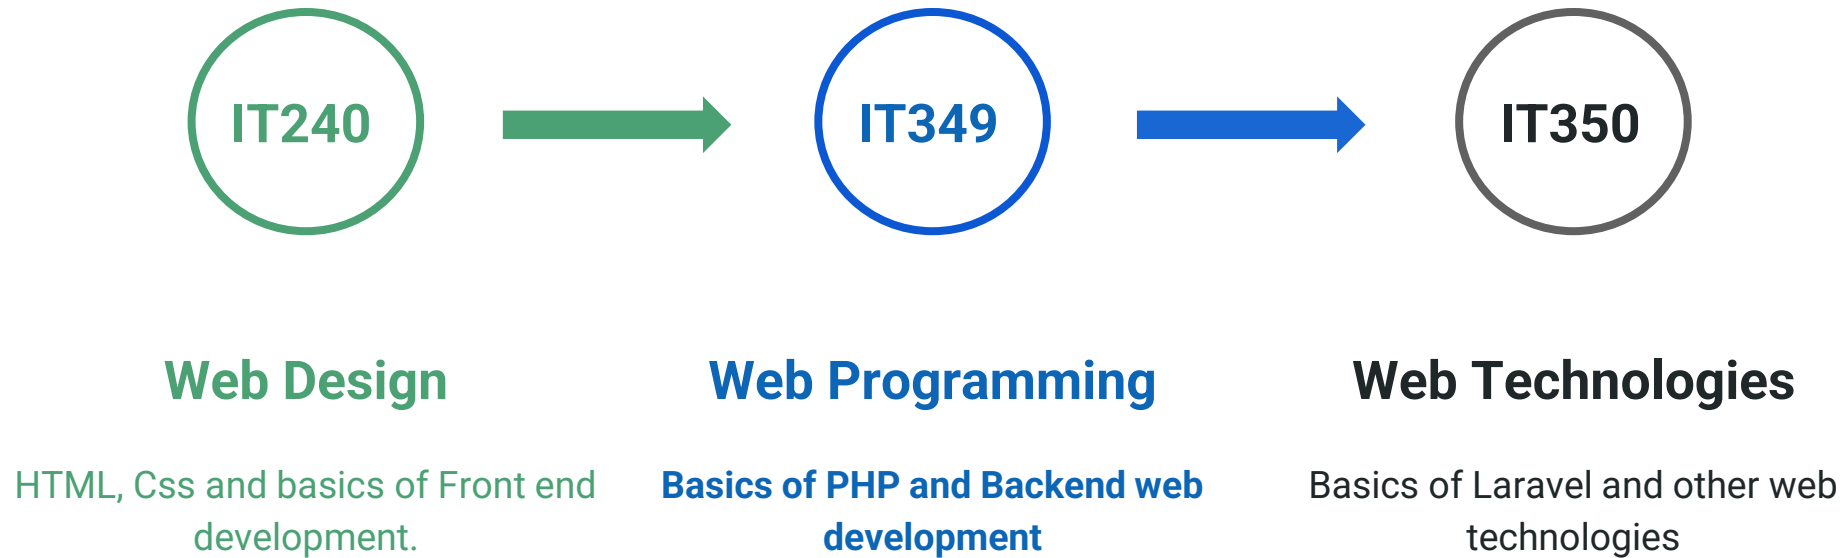 IT240
IT349
IT350
Web Design
Web Programming
Web Technologies
HTML, Css and basics of Front end
development.
Basics of PHP and Backend web
development
Basics of Laravel and other web
technologies